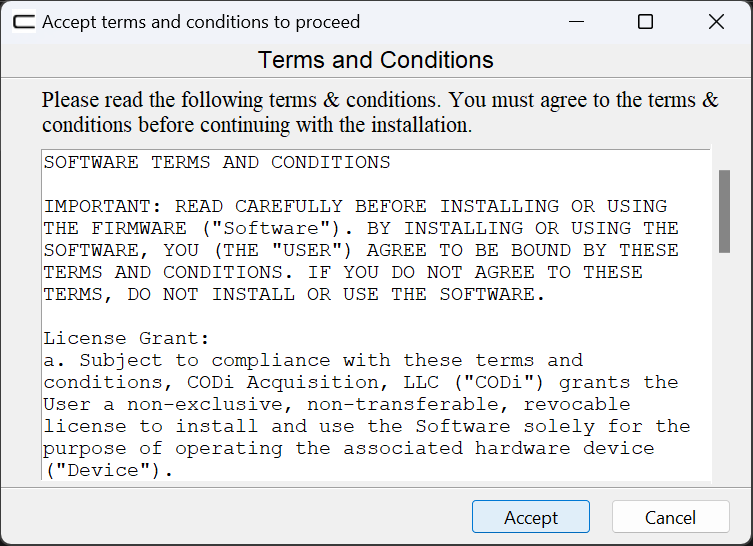 Accept terms and conditions to proceed
Terms and Conditions
Please read the following terms & conditions. You must agree to the terms &
conditions before continuing with the installation.
SOFTWARE TERMS AND CONDITIONS
IMPORTANT: READ CAREFULLY BEFORE INSTALLING OR USING
THE FIRMWARE ("Software"). BY INSTALLING OR USING THE
SOFTWARE, YOU (THE "USER") AGREE TO BE BOUND BY THESE
TERMS AND CONDITIONS. IF YOU DO NOT AGREE TO THESE
TERMS, DO NOT INSTALL OR USE THE SOFTWARE.
License Grant:
a. Subject to compliance with these terms and
conditions, CODi Acquisition, LLC ("CODi") grants the
User a non-exclusive, non-transferable, revocable
license to install and use the Software solely for the
purpose of operating the associated hardware device
("Device").
Accept
Cancel